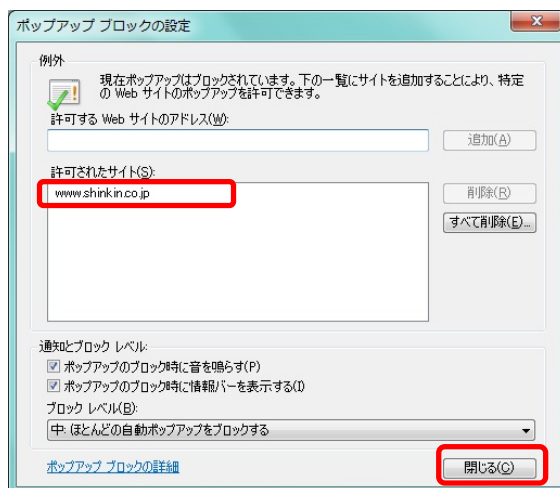 ポップアップ ブロックの設定
例外
現在ポップアップはブロックされています。下の一覧にサイトを追加することにより、特定
の Web サイトのポップアップを許可できます。
許可する Web サイトのアドレス(W):
追加(A)
許可されたサイト(S):
www.shinkin.co.jp
削除(R)
すべて削除(E)...
通知とブロック レベル:
ポップアップのブロック時に音を鳴らす(P)
ポップアップのブロック時に情報バーを表示する(I)
ブロック レベル(B):
中: ほとんどの自動ポップアップをブロックする
ポップアップ ブロックの詳細
閉じる(C)